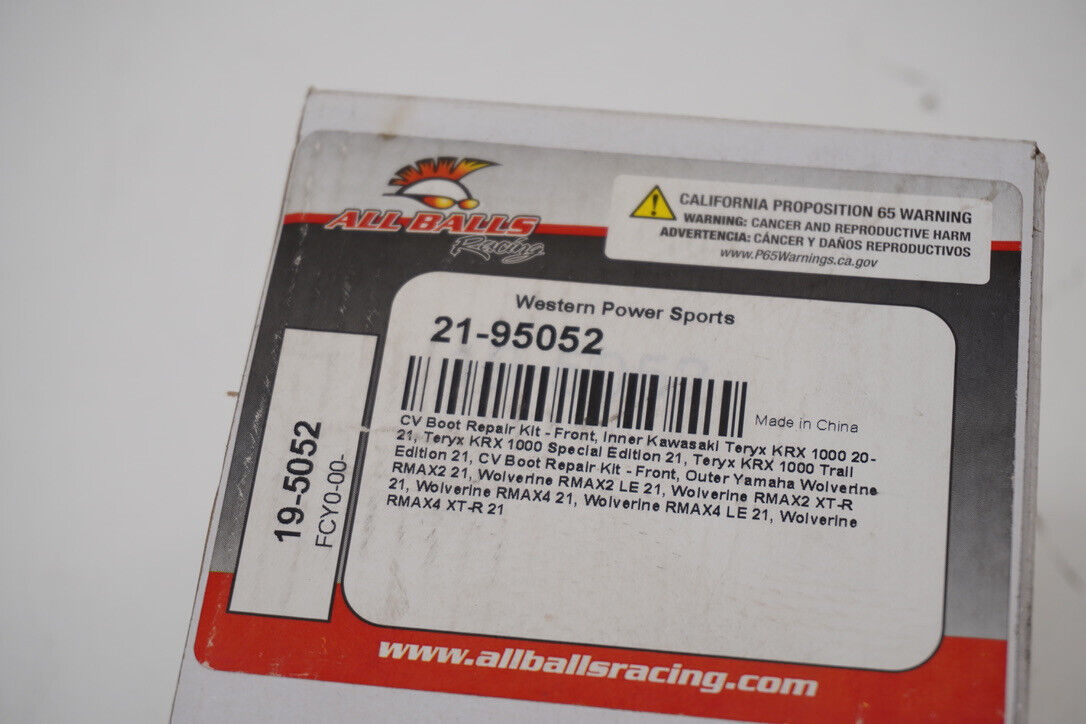 ALL BALLS
Racing
CALIFORNIA PROPOSITION 65 WARNING
WARNING: CANCER AND REPRODUCTIVE HARM
ADVERTENCIA: CÁNCER Y DAÑOS REPRODUCTIVOS
www.P65Warnings.ca.gov
Western Power Sports
21-95052
Made in China
CV Boot Repair Kit - Front, Inner Kawasaki Teryx KRX 1000 20-
21, Teryx KRX 1000 Special Edition 21, Teryx KRX 1000 Trail
Edition 21, CV Boot Repair Kit - Front, Outer Yamaha Wolverine
RMAX2 21, Wolverine RMAX2 LE 21, Wolverine RMAX2 XT-R
21, Wolverine RMAX4 21, Wolverine RMAX4 LE 21, Wolverine
RMAX4 XT-R 21
19-5052
FCY0-00-
www.allballsracing.com